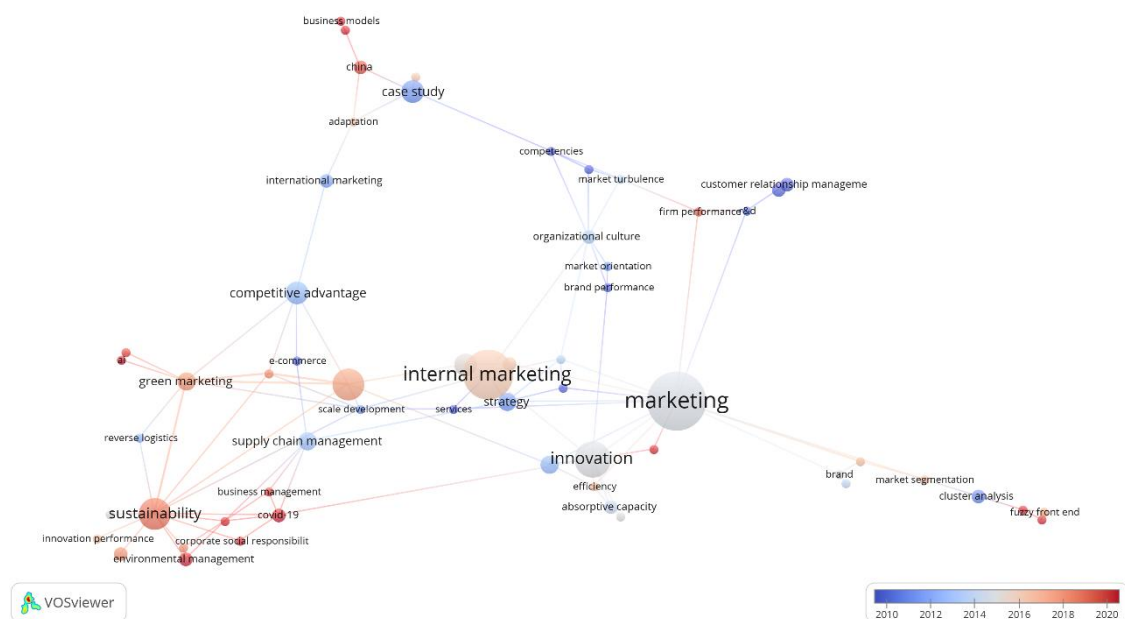 business models
china
case study
adaptation
competencies
market turbulence
international marketing
customer relationship manageme
firm performance
r&d
organizational culture
market orientation
brand performance
competitive advantage
e-commerce
ai
green marketing
internal marketing
scale development
services
strategy
marketing
reverse logistics
supply chain management
innovation
brand
market segmentation
efficiency
business management
cluster analysis
absorptive capacity
sustainability
covid-19
fuzzy front end
innovation performance
corporate social responsibilit
environmental management
VOSviewer
2010 2012 2014 2016 2018 2020